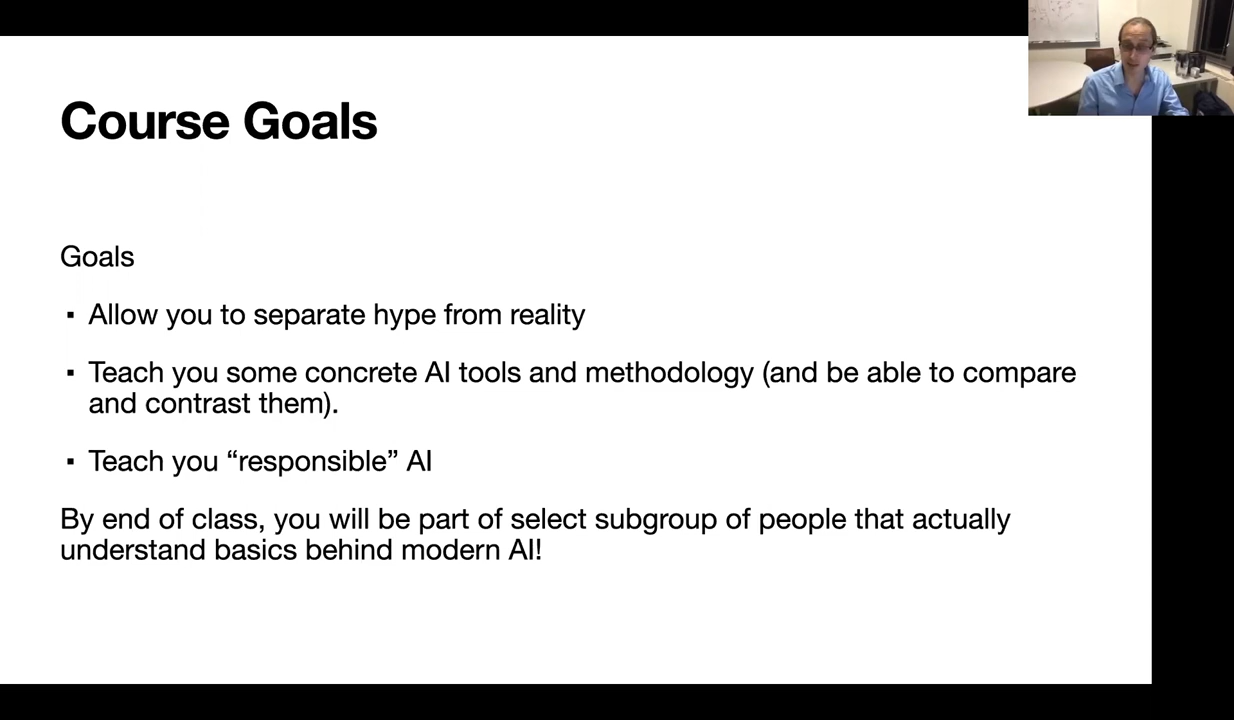 Course Goals
Goals
▪ Allow you to separate hype from reality
▪ Teach you some concrete AI tools and methodology (and be able to compare
and contrast them).
▪ Teach you “responsible” AI
By end of class, you will be part of select subgroup of people that actually
understand basics behind modern AI!